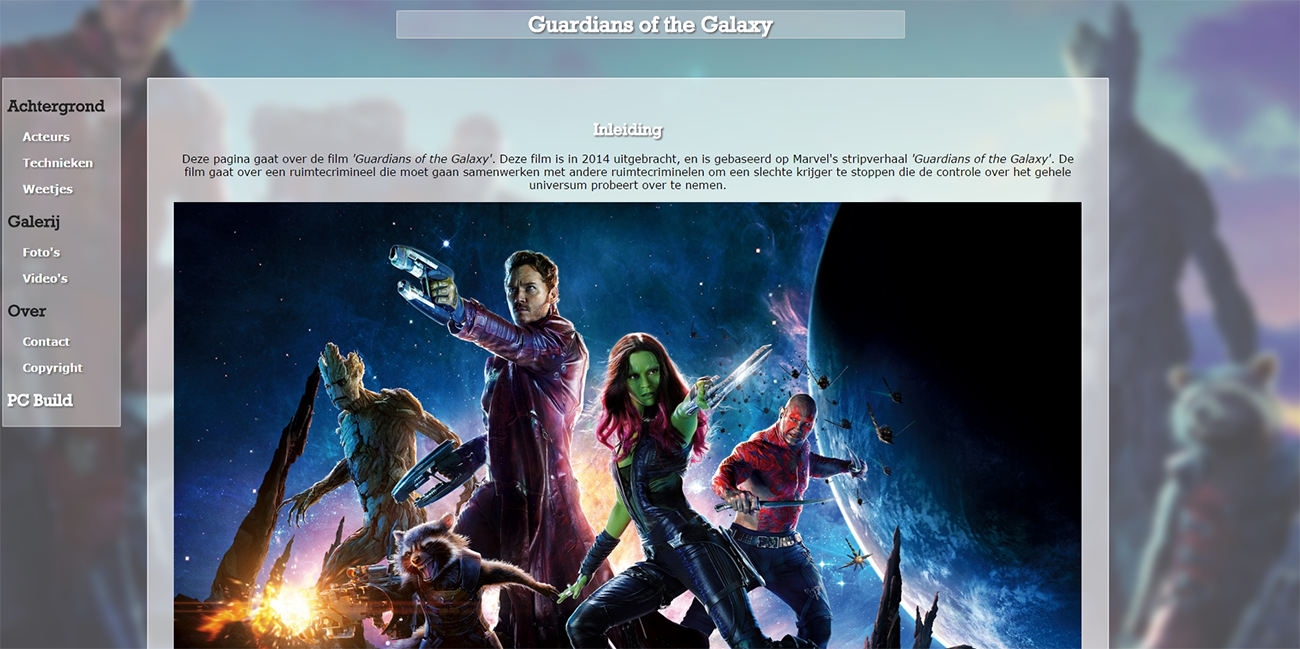 Guardians of the Galaxy
Achtergrond
Acteurs
Technieken
Weetjes
Galerij
Foto's
Video's
Over
Contact
Copyright
PC Build
Inleiding
Deze pagina gaat over de film 'Guardians of the Galaxy'. Deze film is in 2014 uitgebracht, en is gebaseerd op Marvel's stripverhaal 'Guardians of the Galaxy'. De
film gaat over een ruimtecrimineel die moet gaan samenwerken met andere ruimtecriminelen om een slechte krijger te stoppen die de controle over het gehele
universum probeert over te nemen.